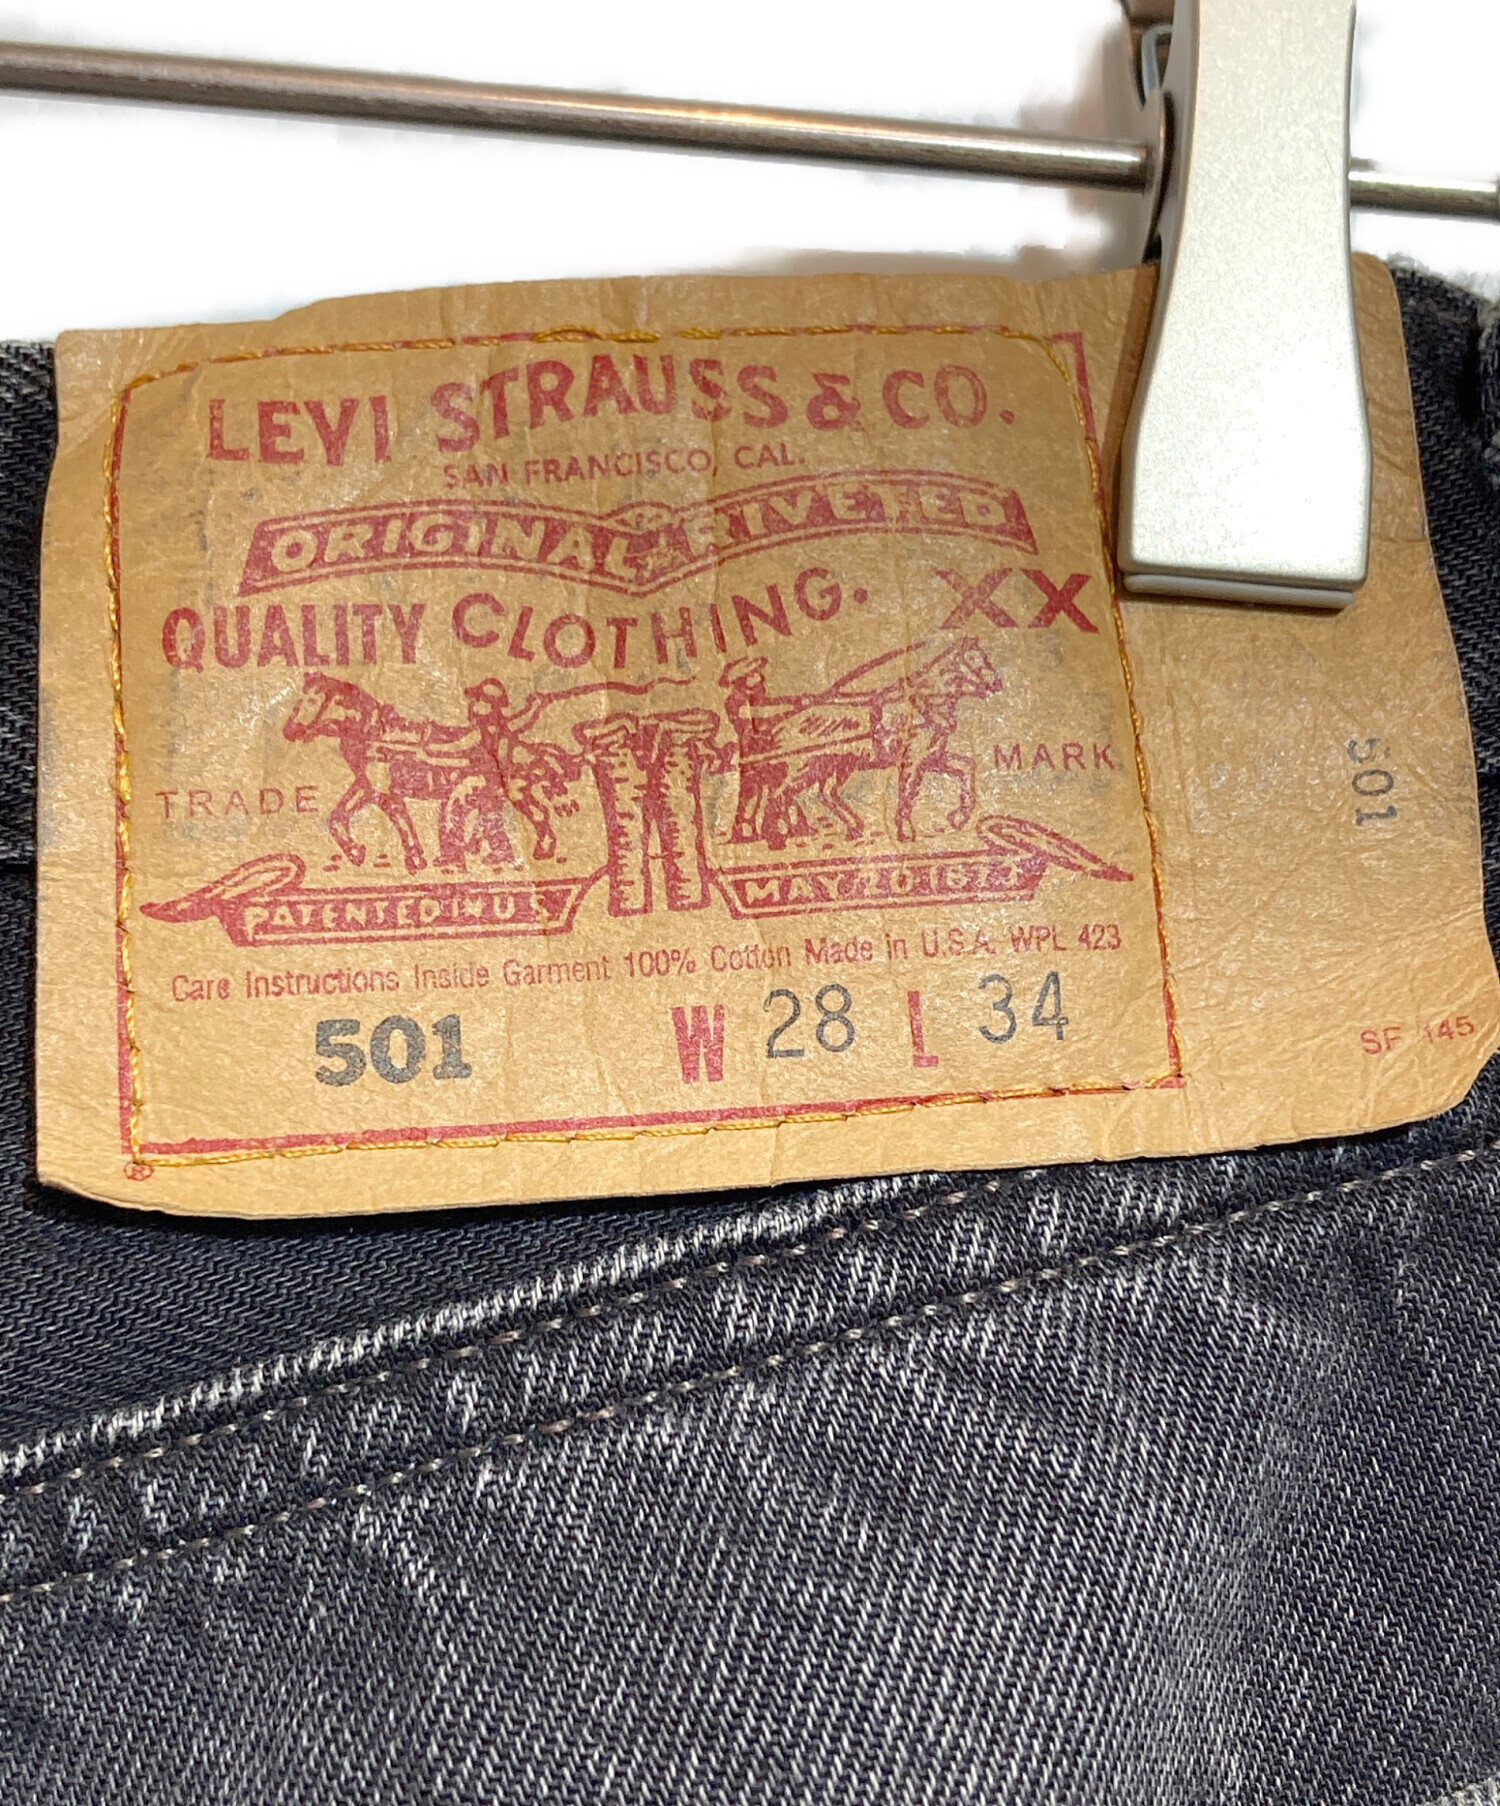 LEVI STRAUSS & CO.
SAN FRANCISCO, CAL.
ORIGINAL RIVETED
QUALITY CLOTHING. XX
TRADE MARK
PATENTED IN U S
MAY 20 1873
Care Instructions Inside Garment 100% Cotton Made in U.S.A. WPL 423
501 W 28 L 34
®
501
SF 145